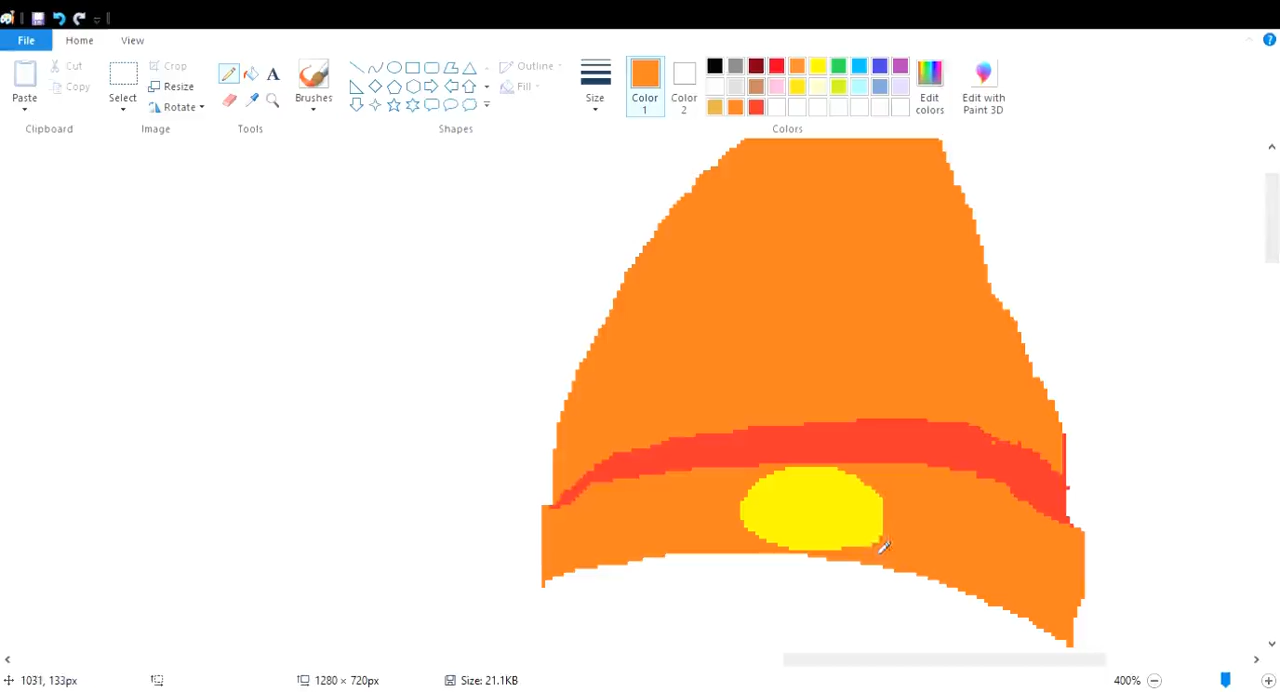 File Home View
Paste Cut Copy
Clipboard
Select Crop Resize Rotate
Image
A
Tools
Brushes
Outline Fill
Shapes
Size
Color 1
Color 2
Edit colors
Colors
Edit with Paint 3D
?
1031, 133px
1280 × 720px
Size: 21.1KB
400%